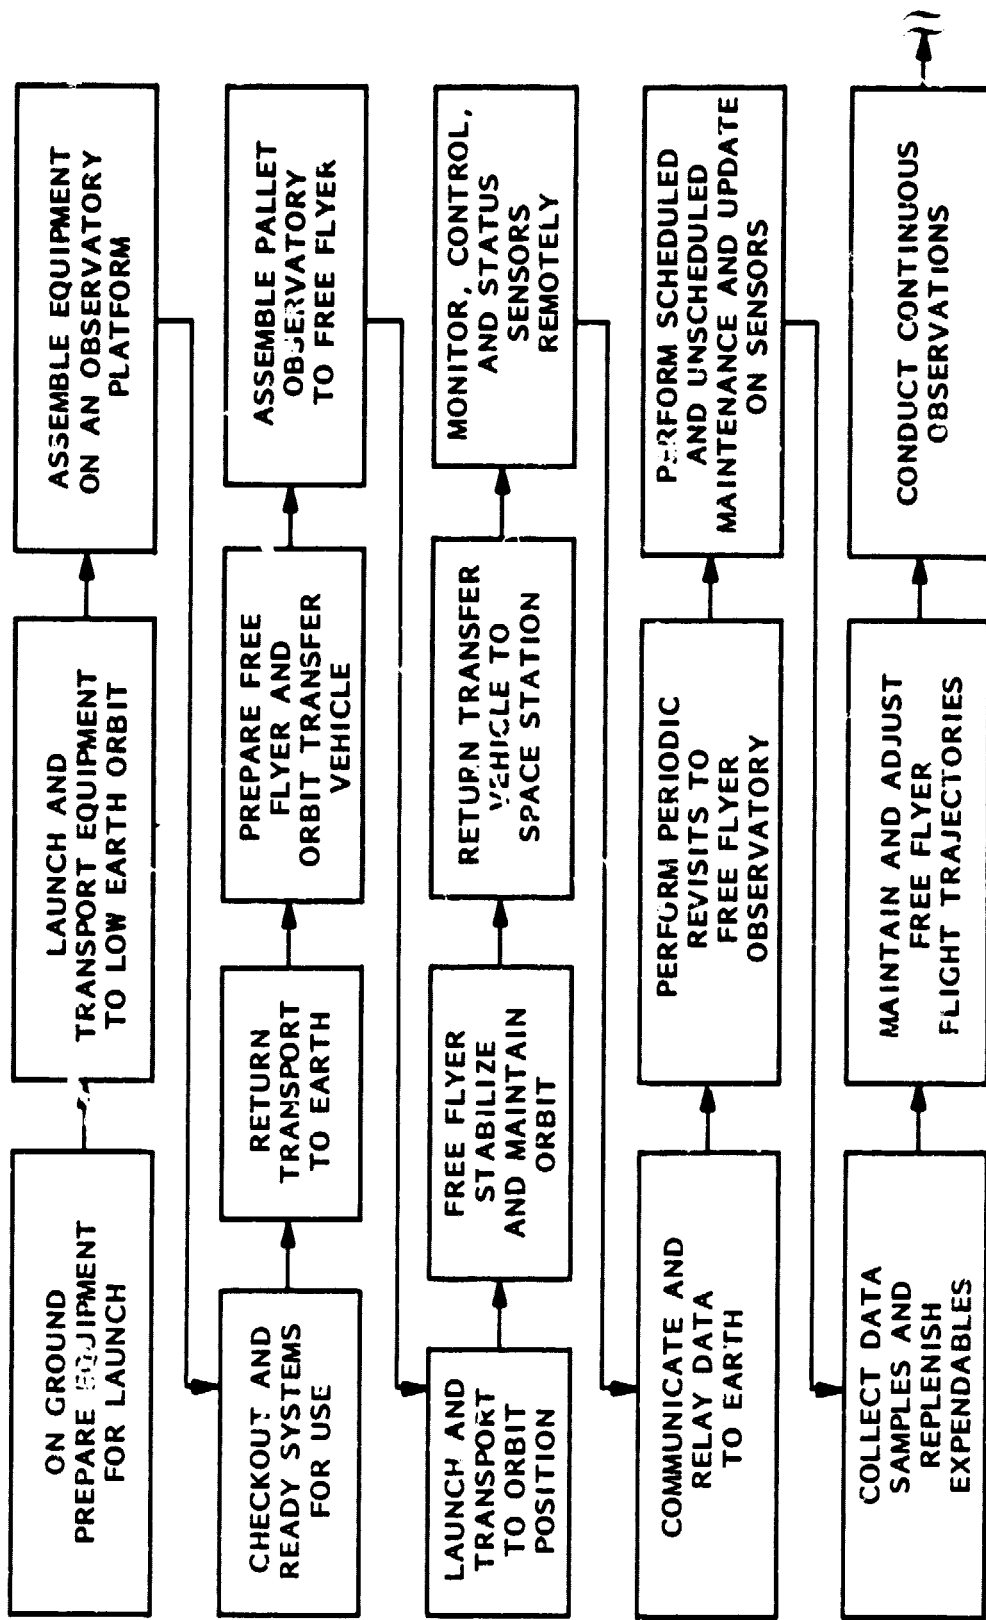 ON GROUND
PREPARE EQUIPMENT
FOR LAUNCH
LAUNCH AND
TRANSPORT EQUIPMENT
TO LOW EARTH ORBIT
ASSEMBLE EQUIPMENT
ON AN OBSERVATORY
PLATFORM
CHECKOUT AND
READY SYSTEMS
FOR USE
RETURN
TRANSPORT
TO EARTH
PREPARE FREE
FLYER AND
ORBIT TRANSFER
VEHICLE
ASSEMBLE PALLET
OBSERVATORY
TO FREE FLYER
LAUNCH AND
TRANSPORT
TO ORBIT
POSITION
FREE FLYER
STABILIZE
AND MAINTAIN
ORBIT
RETURN TRANSFER
VEHICLE TO
SPACE STATION
MONITOR, CONTROL,
AND STATUS
SENSORS
REMOTELY
COMMUNICATE AND
RELAY DATA
TO EARTH
PERFORM PERIODIC
REVISITS TO
FREE FLYER
OBSERVATORY
PERFORM SCHEDULED
AND UNSCHEDULED
MAINTENANCE AND UPDATE
ON SENSORS
COLLECT DATA
SAMPLES AND
REPLENISH
EXPENDABLES
MAINTAIN AND ADJUST
FREE FLYER
FLIGHT TRAJECTORIES
CONDUCT CONTINUOUS
OBSERVATIONS